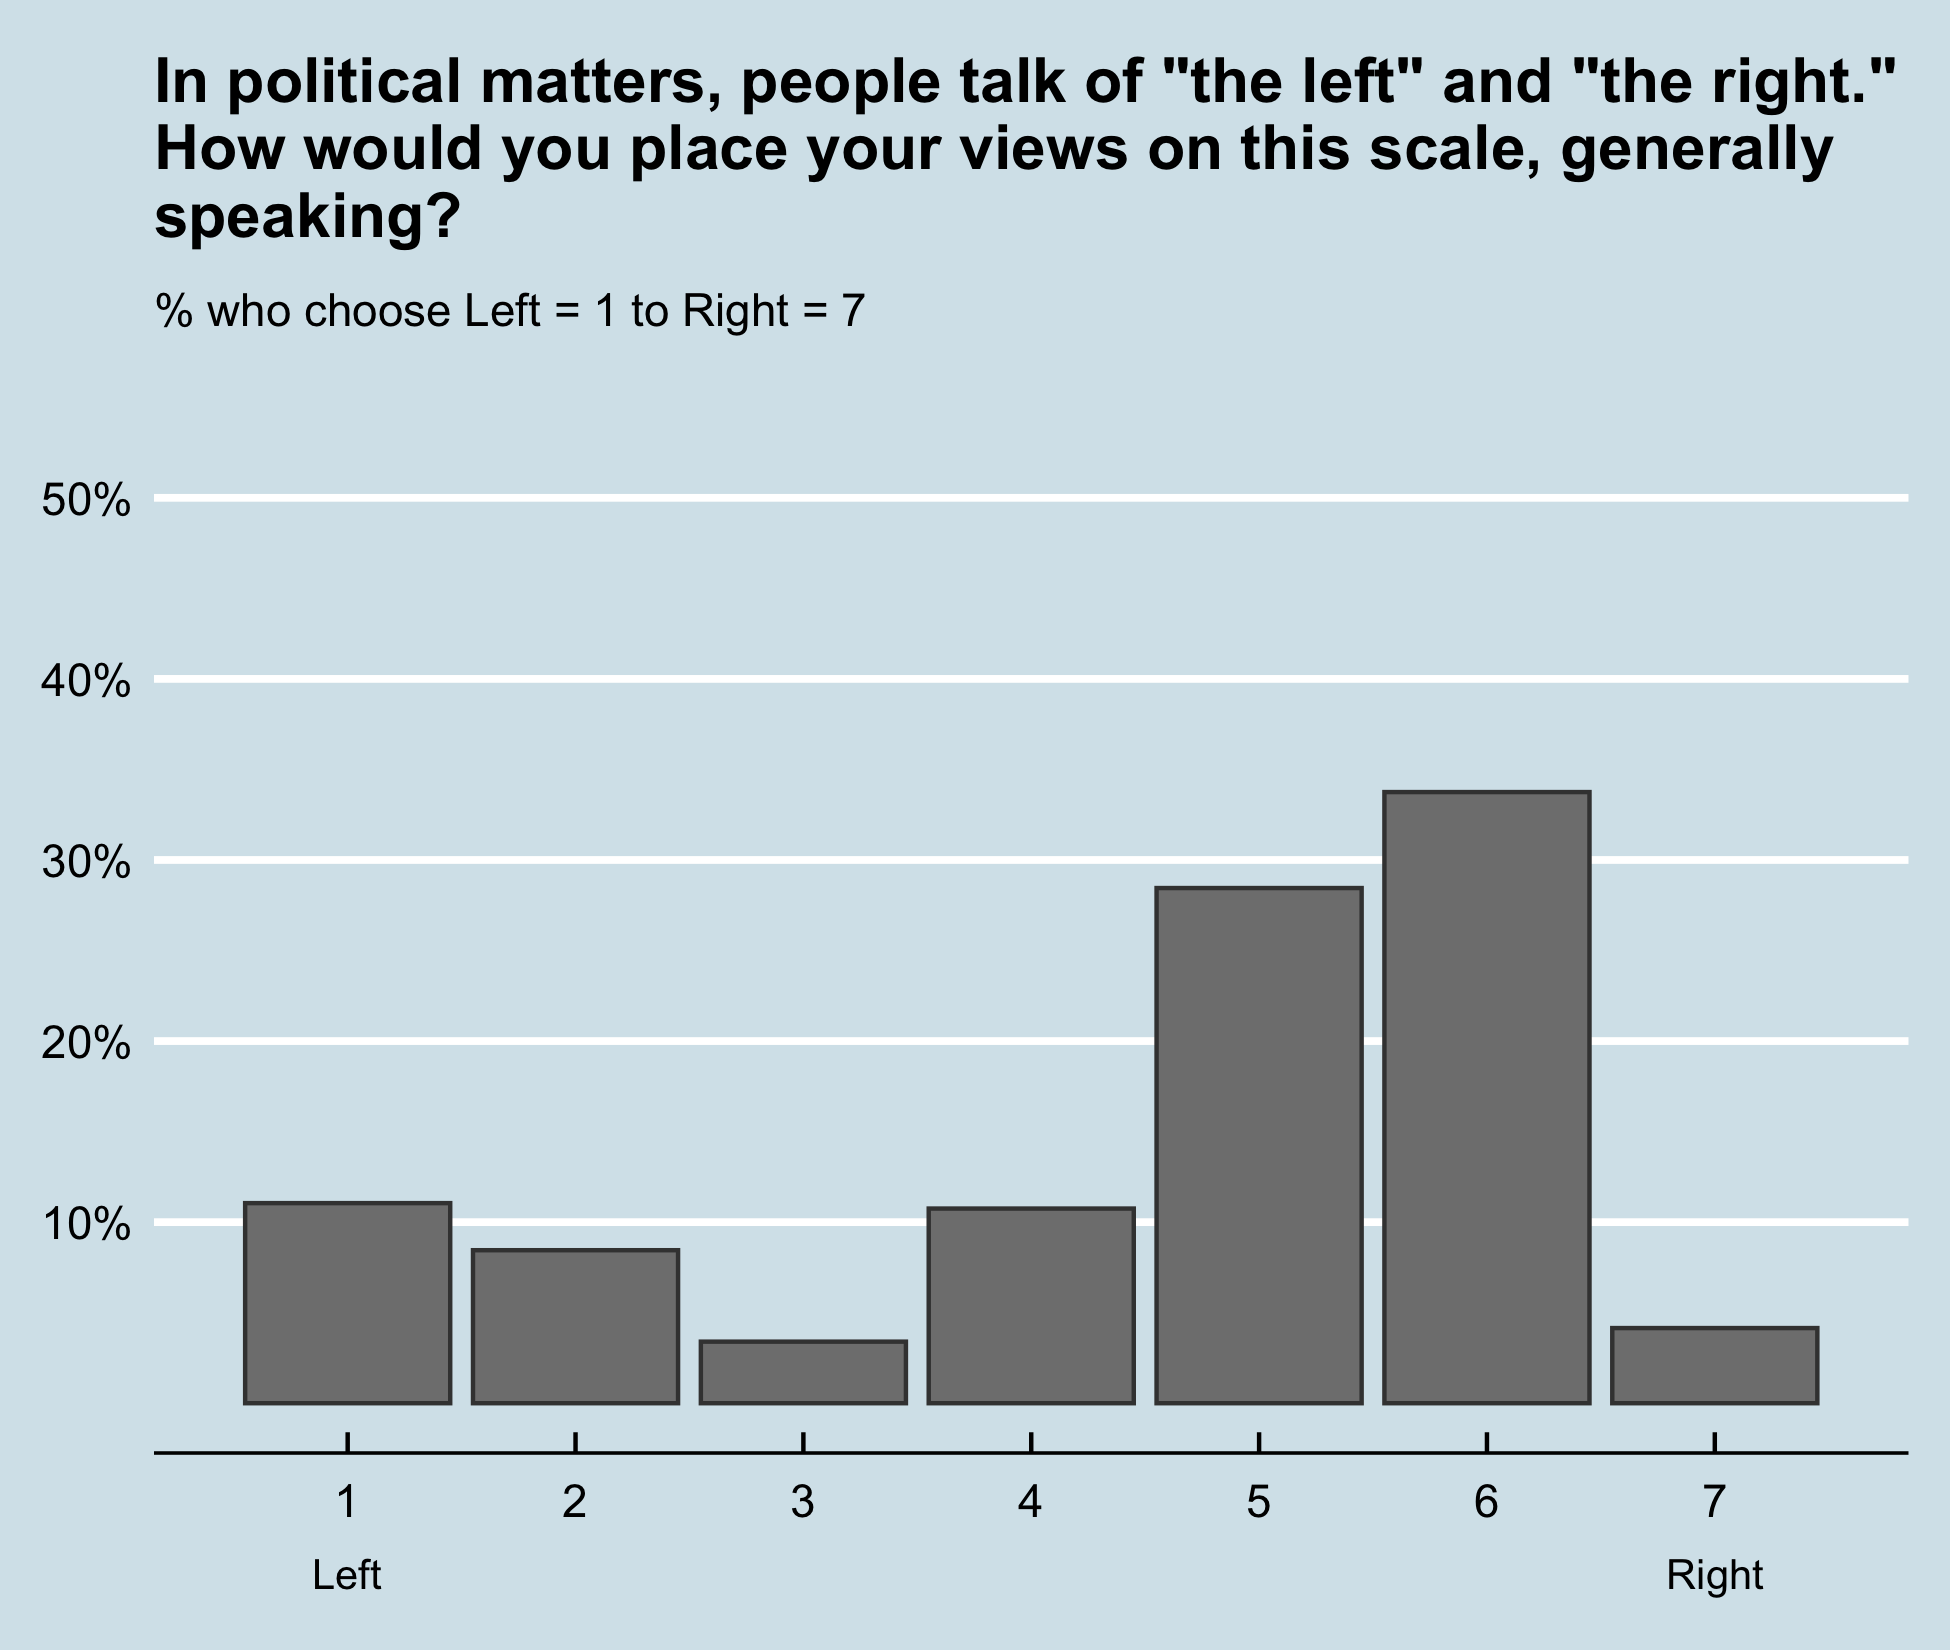 In political matters, people talk of "the left" and "the right."
How would you place your views on this scale, generally
speaking?
% who choose Left = 1 to Right = 7
50%
40%
30%
20%
10%
1 2 3 4 5 6 7
Left Right